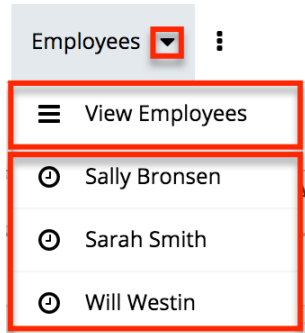 Employees
View Employees
Sally Bronsen
Sarah Smith
Will Westin